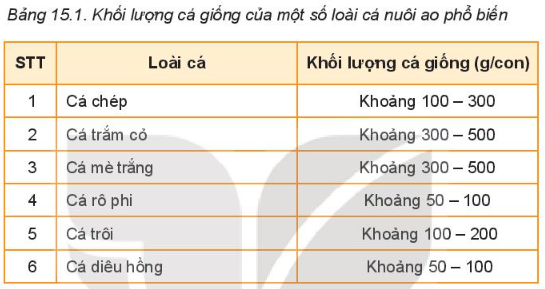 Bảng 15.1. Khối lượng cá giống của một số loài cá nuôi ao phổ biến
STT Loài cá Khối lượng cá giống (g/con)
1 Cá chép Khoảng 100 – 300
2 Cá trắm cỏ Khoảng 300 – 500
3 Cá mè trắng Khoảng 300 – 500
4 Cá rô phi Khoảng 50 – 100
5 Cá trôi Khoảng 100 – 200
6 Cá diêu hồng Khoảng 50 – 100